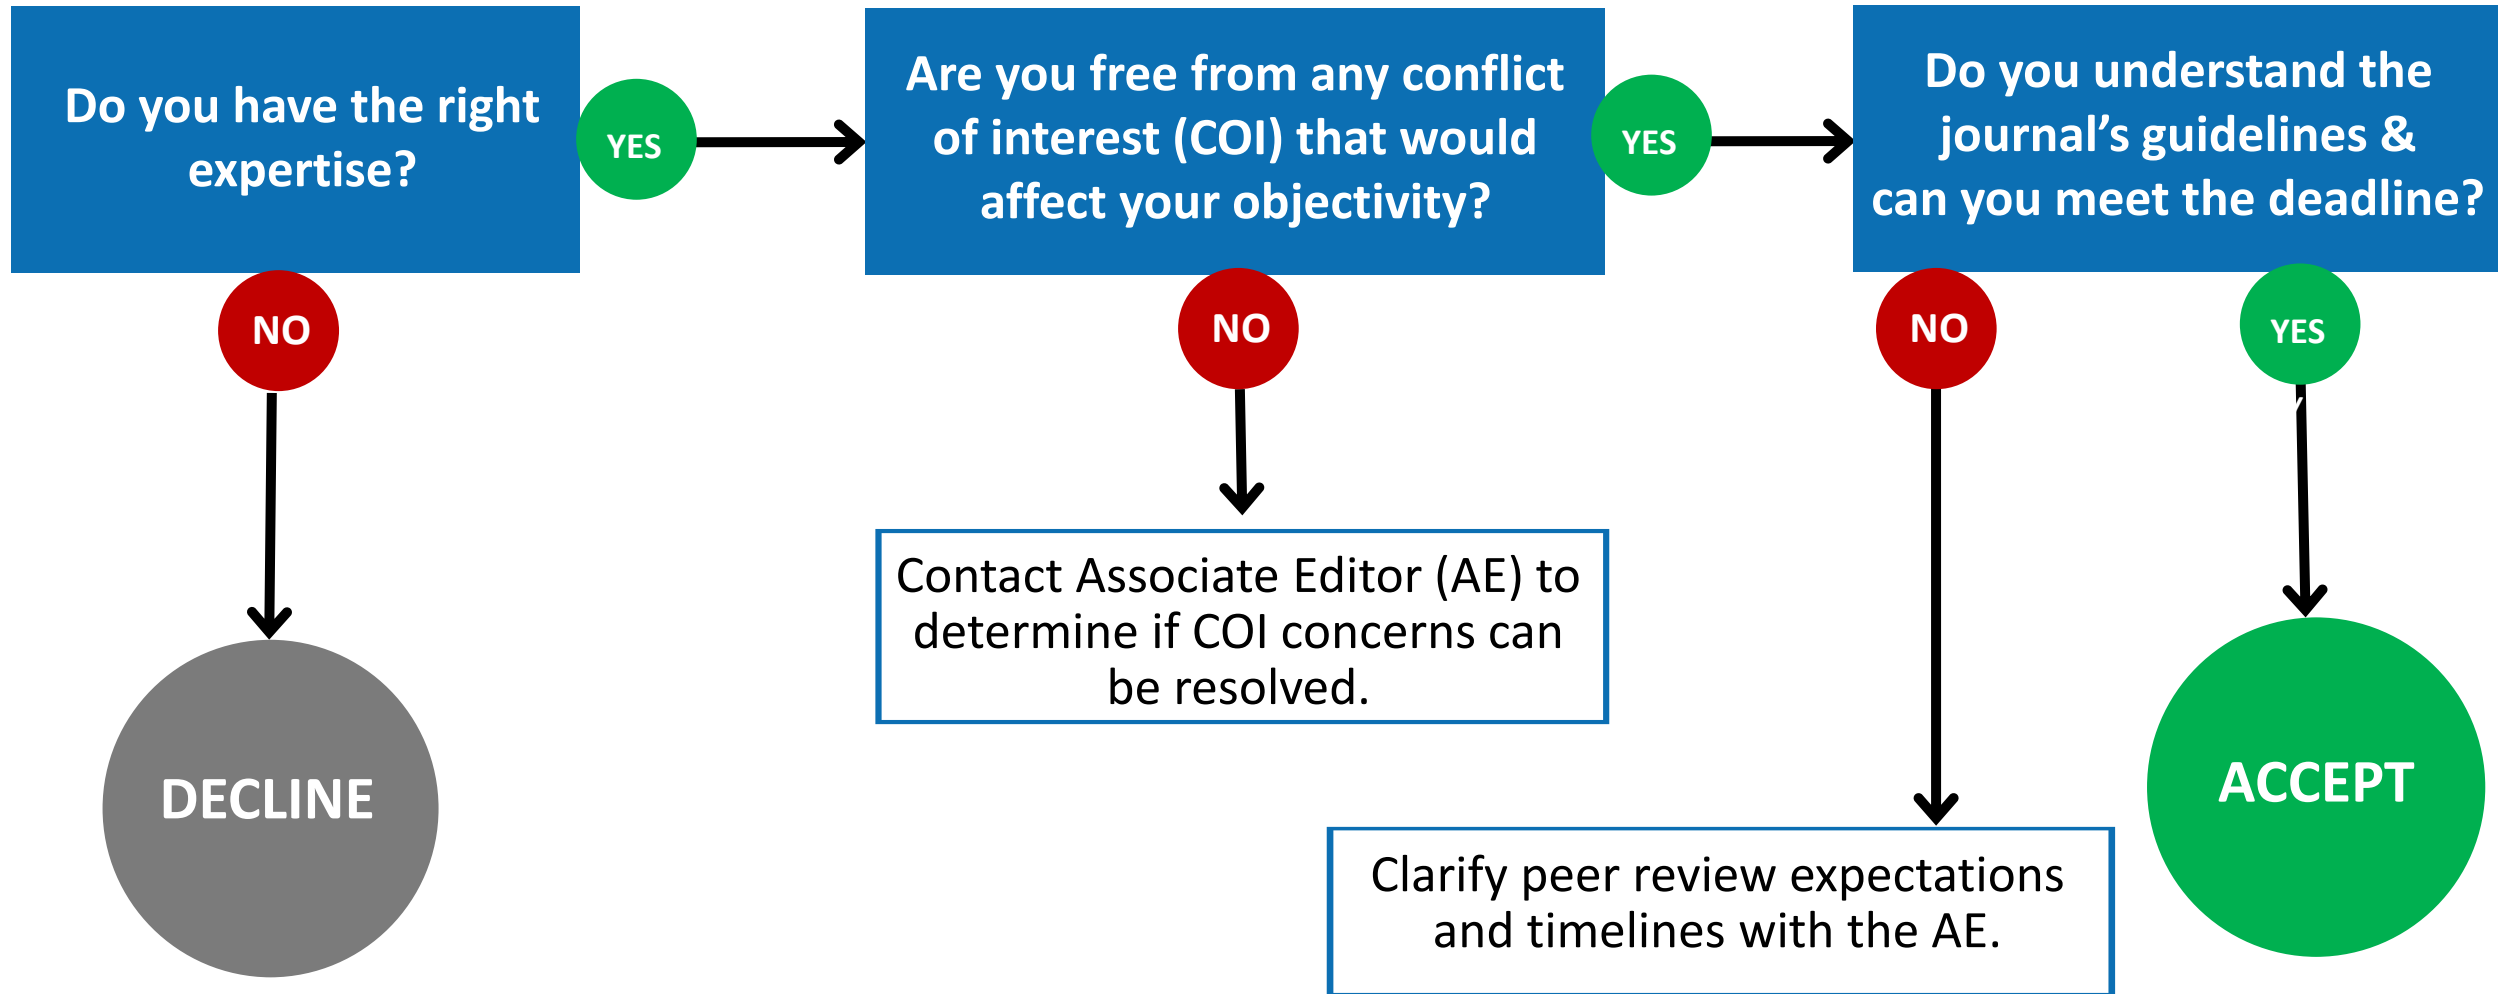 Do you have the right
expertise?
YES
Are you free from any conflict
of interest (COI) that would
affect your objectivity?
YES
Do you understand the
journal’s guidelines &
can you meet the deadline?
NO
NO
NO
YES
Contact Associate Editor (AE) to
determine if COI concerns can
be resolved.
DECLINE
ACCEPT
Clarify peer review expectations
and timelines with the AE.